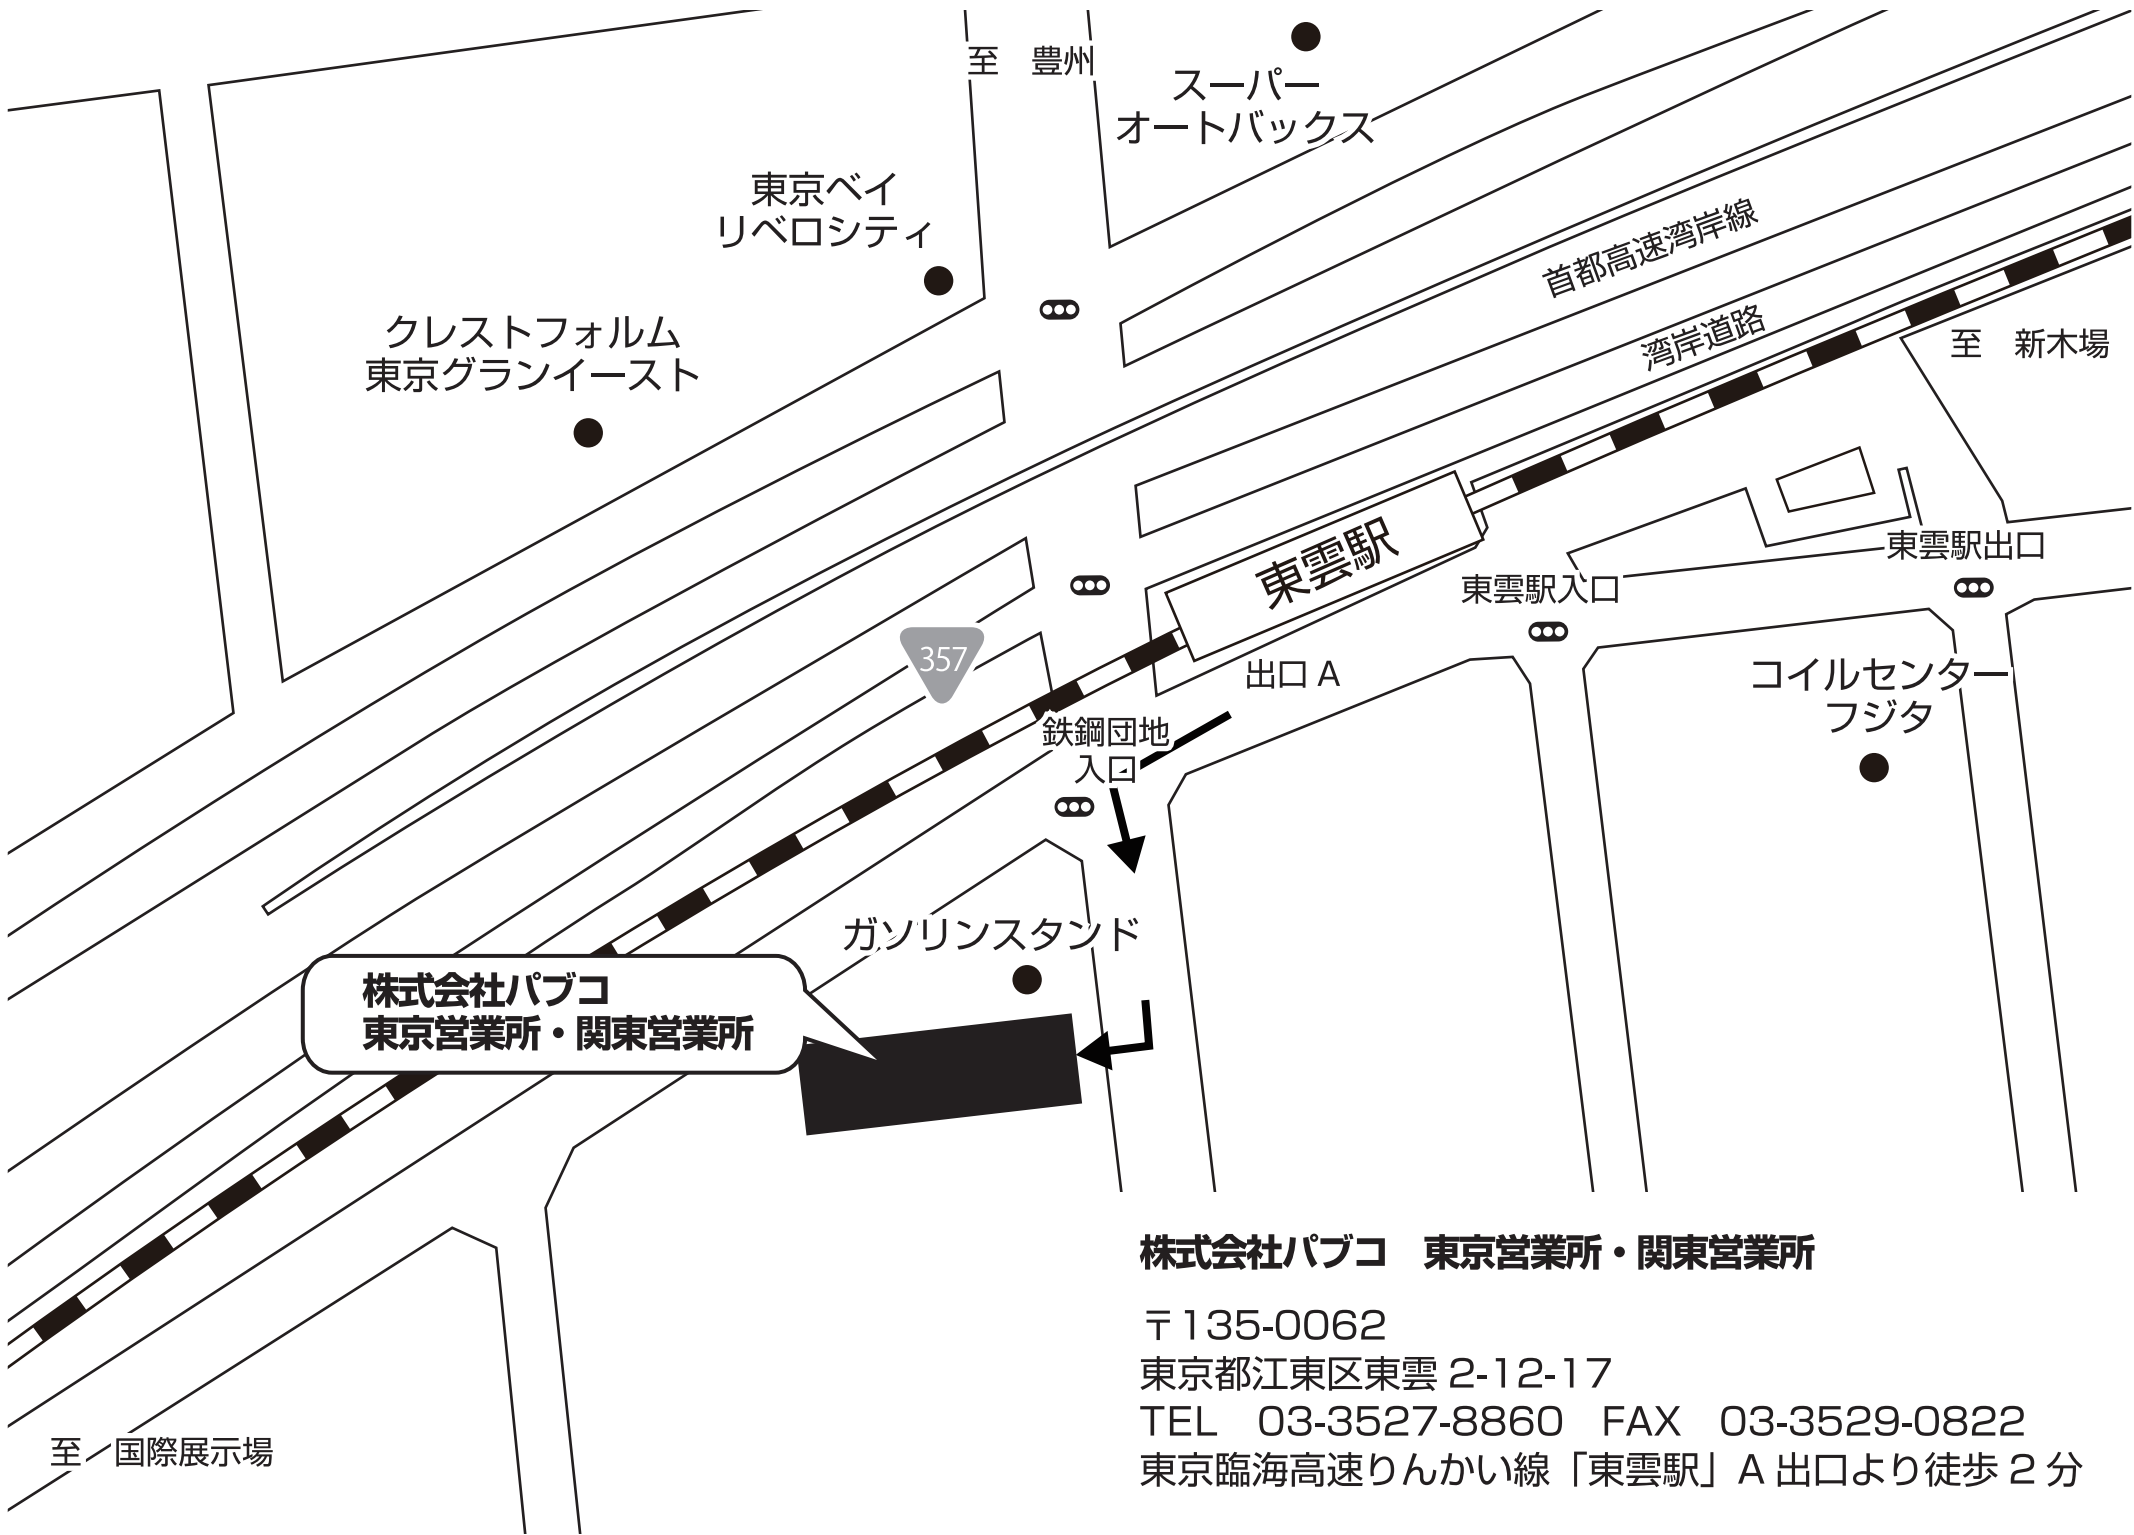 至　豊州
スーパー
オートバックス
東京ベイ
リベロシティ
首都高速湾岸線
湾岸道路
至　新木場
クレストフォルム
東京グランイースト
東雲駅
東雲駅出口
東雲駅入口
357
出口 A
コイルセンター
フジタ
鉄鋼団地
入口
ガソリンスタンド
株式会社パブコ
東京営業所・関東営業所
至　国際展示場
株式会社パブコ　東京営業所・関東営業所
〒135-0062
東京都江東区東雲 2-12-17
TEL　03-3527-8860　FAX　03-3529-0822
東京臨海高速りんかい線「東雲駅」A 出口より徒歩 2 分